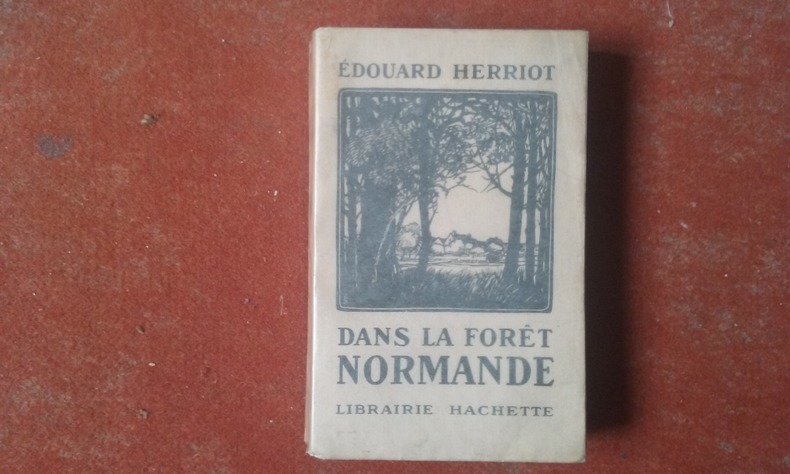 ÉDOUARD HERRIOT
DANS LA FORÊT
NORMANDE
LIBRAIRIE HACHETTE